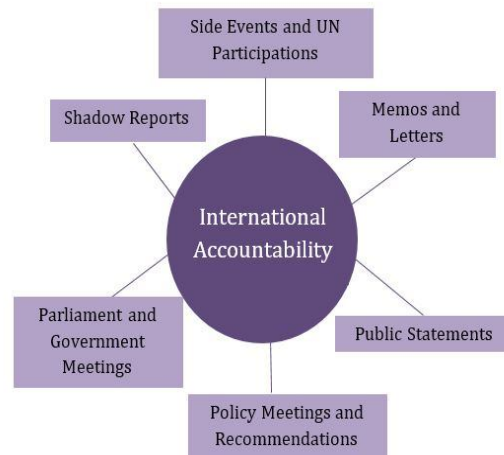 Side Events and UN
Participations
Shadow Reports
Memos and
Letters
International
Accountability
Parliament and
Government
Meetings
Public Statements
Policy Meetings and
Recommendations